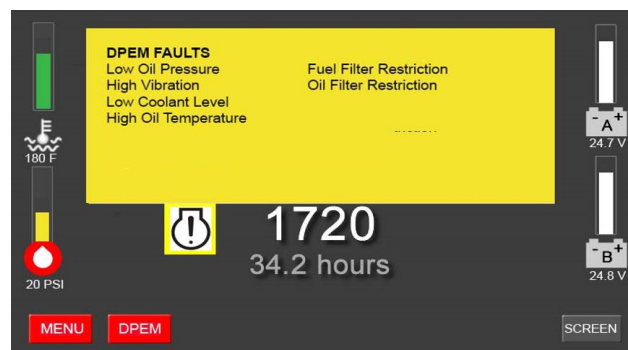 DPEM FAULTS
Low Oil Pressure Fuel Filter Restriction
High Vibration Oil Filter Restriction
Low Coolant Level
High Oil Temperature
180 F
- A +
24.7 V
1720
34.2 hours
- B +
24.8 V
20 PSI
MENU DPEM SCREEN